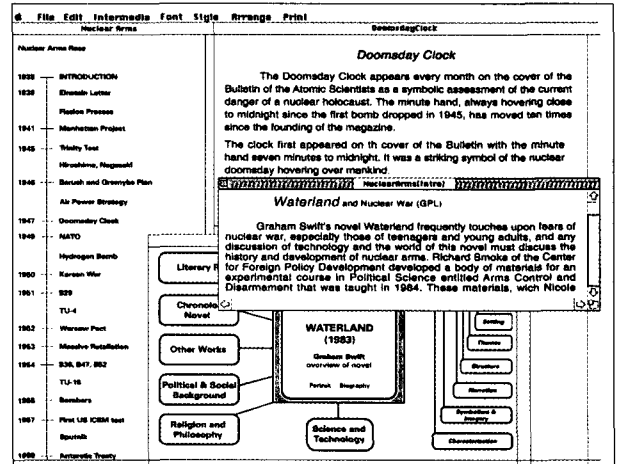 File Edit Intermedia Font Style Arrange Print
Nuclear Arms
DoomsdayClock
Nuclear Arms Race
1938 INTRODUCTION
1939 Einstein Letter
Fission Process
1941 Manhattan Project
1945 Trinity Test
Hiroshima, Nagasaki
1946 Baruch and Gromyko Plan
Air Power Strategy
1947 Doomsday Clock
1949 NATO
Hydrogen Bomb
1950 Korean War
1951 B29
TU-4
1952 Warsaw Pact
1953 Massive Retaliation
1954 B36, B47, B52
TU-16
1955 Bombers
1957 First US ICBM test
Sputnik
1959 Antarctic Treaty
Doomsday Clock
The Doomsday Clock appears every month on the cover of the
Bulletin of the Atomic Scientists as a symbolic assessment of the current
danger of a nuclear holocaust. The minute hand, always hovering close
to midnight since the first bomb dropped in 1945, has moved ten times
since the founding of the magazine.
The clock first appeared on th cover of the Bulletin with the minute
hand seven minutes to midnight. It was a striking symbol of the nuclear
doomsday hovering over mankind.
NuclearArms(Intro)
Waterland and Nuclear War (GPL)
Graham Swift's novel Waterland frequently touches upon fears of
nuclear war, especially those of teenagers and young adults, and any
discussion of technology and the world of this novel must discuss the
history and development of nuclear arms. Richard Smoke of the Center
for Foreign Policy Development developed a body of materials for an
experimental course in Political Science entitled Arms Control and
Disarmament that was taught in 1984. These materials, wich Nicole
Literary R
Chronolo
Novel
Other Works
Political & Social
Background
Religion and
Philosophy
WATERLAND
(1983)
Graham Swift
overview of novel
Portrait Biography
Science and
Technology
Setting
Themes
Structure
Narration
Symbolism &
Imagery
Characterization